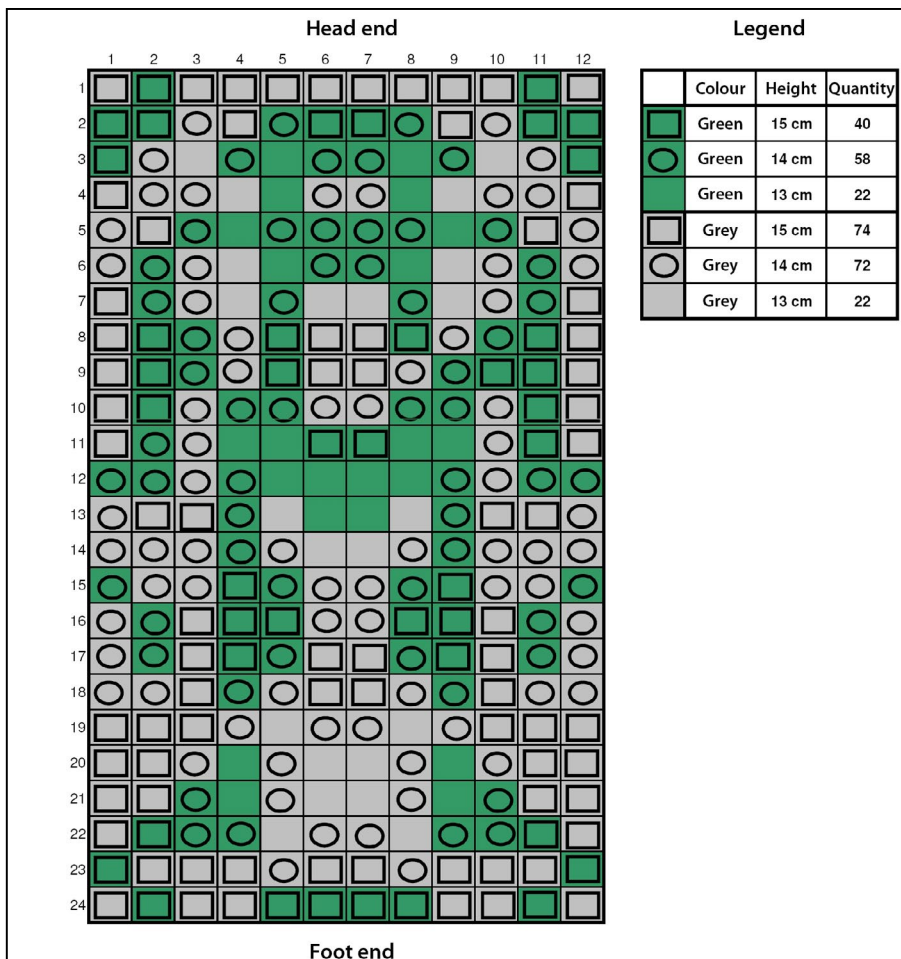 Head end
Legend
1 2 3 4 5 6 7 8 9 10 11 12
Colour Height Quantity
Green 15 cm 40
Green 14 cm 58
Green 13 cm 22
Grey 15 cm 74
Grey 14 cm 72
Grey 13 cm 22
1
2
3
4
5
6
7
8
9
10
11
12
13
14
15
16
17
18
19
20
21
22
23
24
Foot end